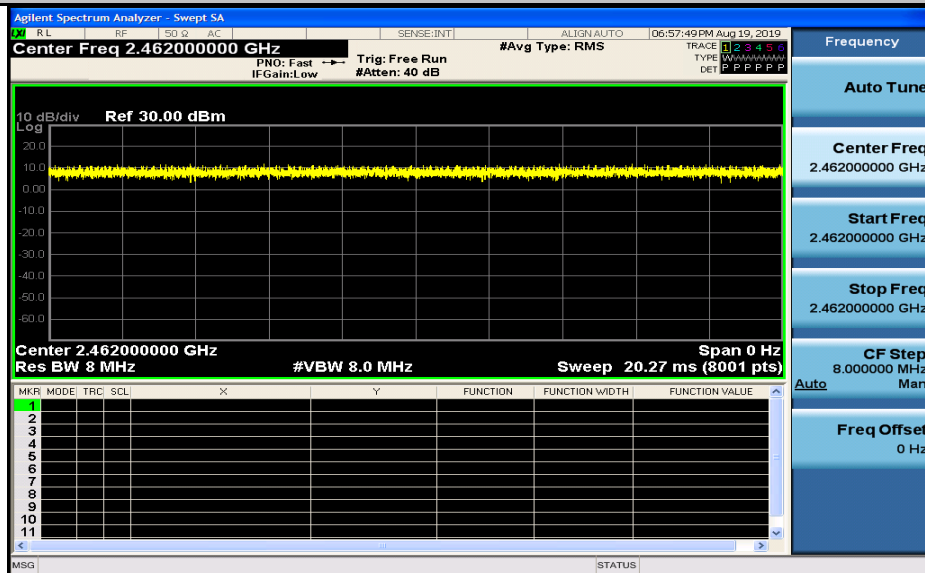 Agilent Spectrum Analyzer - Swept SA
LXI RL RF 50 Ω AC SENSE:INT ALIGN AUTO 06:57:49 PM Aug 19, 2019
Center Freq 2.462000000 GHz
#Avg Type: RMS
TRACE 1 2 3 4 5 6
PNO: Fast
Trig: Free Run
TYPE WWWWWW
IFGain:Low
#Atten: 40 dB
DET P P P P P P
10 dB/div
Log
Ref 30.00 dBm
20.0
10.0
0.00
-10.0
-20.0
-30.0
-40.0
-50.0
-60.0
Center 2.462000000 GHz
Span 0 Hz
Res BW 8 MHz
#VBW 8.0 MHz
Sweep 20.27 ms (8001 pts)
MKR MODE TRC SCL X Y FUNCTION FUNCTION WIDTH FUNCTION VALUE
1
2
3
4
5
6
7
8
9
10
11
MSG
STATUS
Frequency
Auto Tune
Center Freq
2.462000000 GHz
Start Freq
2.462000000 GHz
Stop Freq
2.462000000 GHz
CF Step
8.000000 MHz
Auto Man
Freq Offset
0 Hz